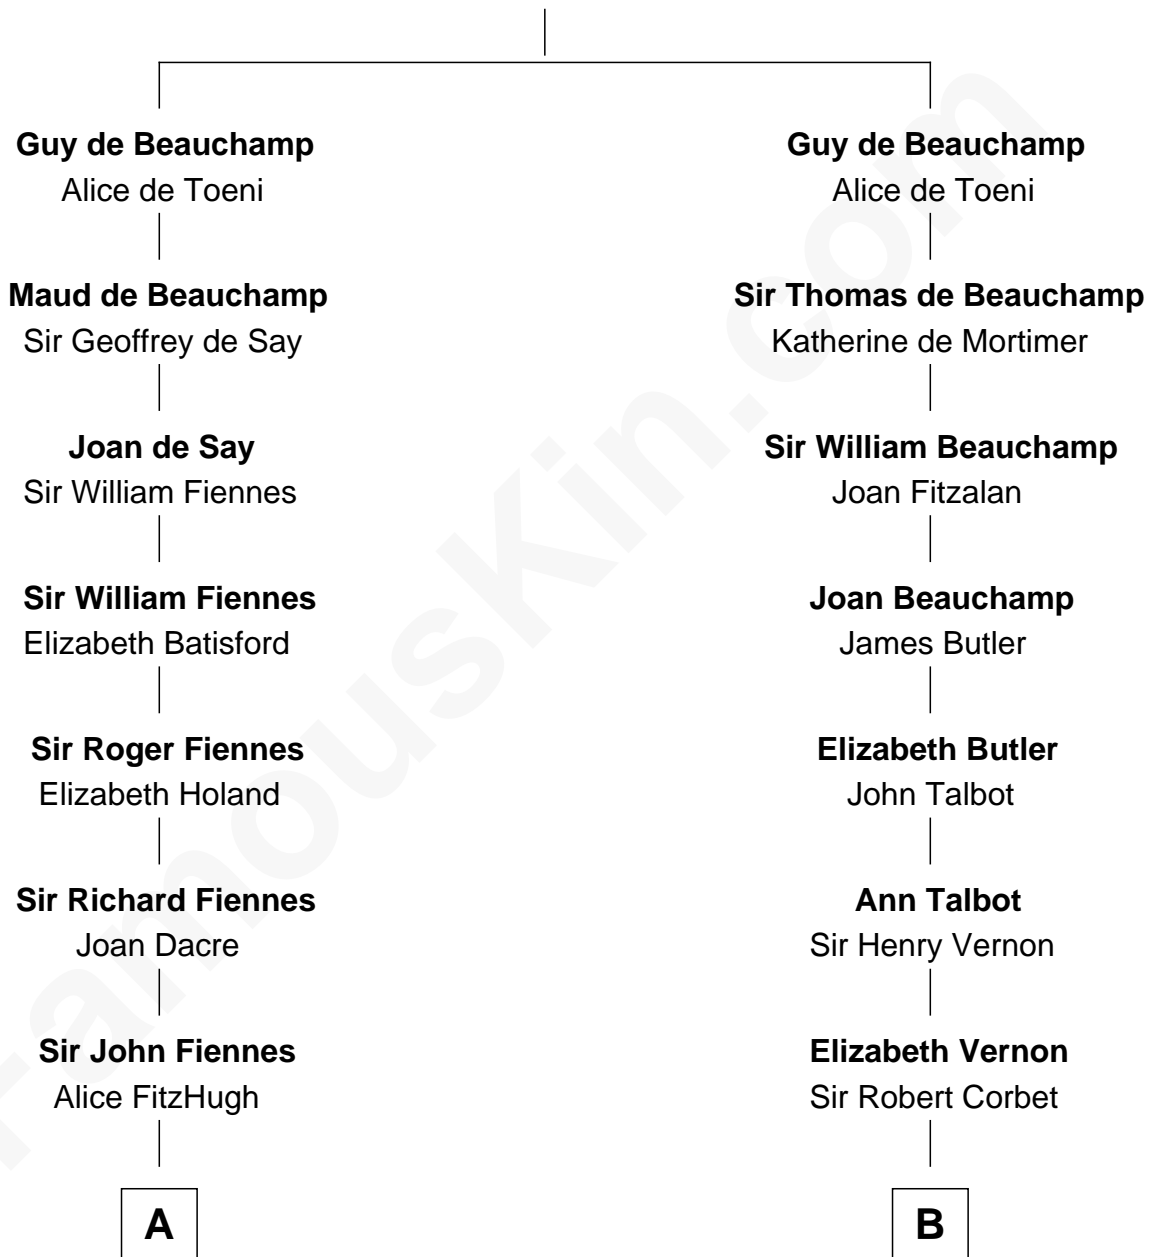 Guy de Beauchamp
Alice de Toeni
Maud de Beauchamp
Sir Geoffrey de Say
Joan de Say
Sir William Fiennes
Sir William Fiennes
Elizabeth Batisford
Sir Roger Fiennes
Elizabeth Holand
Sir Richard Fiennes
Joan Dacre
Sir John Fiennes
Alice FitzHugh
A
Guy de Beauchamp
Alice de Toeni
Sir Thomas de Beauchamp
Katherine de Mortimer
Sir William Beauchamp
Joan Fitzalan
Joan Beauchamp
James Butler
Elizabeth Butler
John Talbot
Ann Talbot
Sir Henry Vernon
Elizabeth Vernon
Sir Robert Corbet
B
FamousKin.com